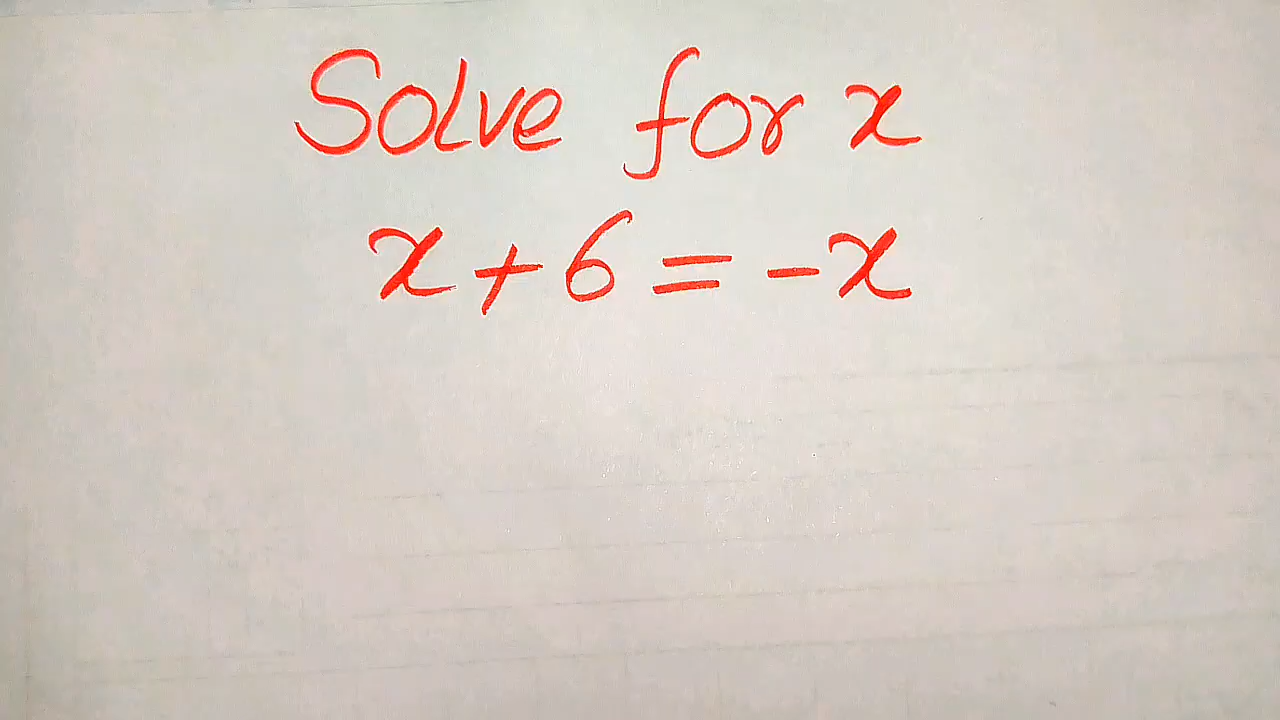 Solve for x
x + 6 = -x